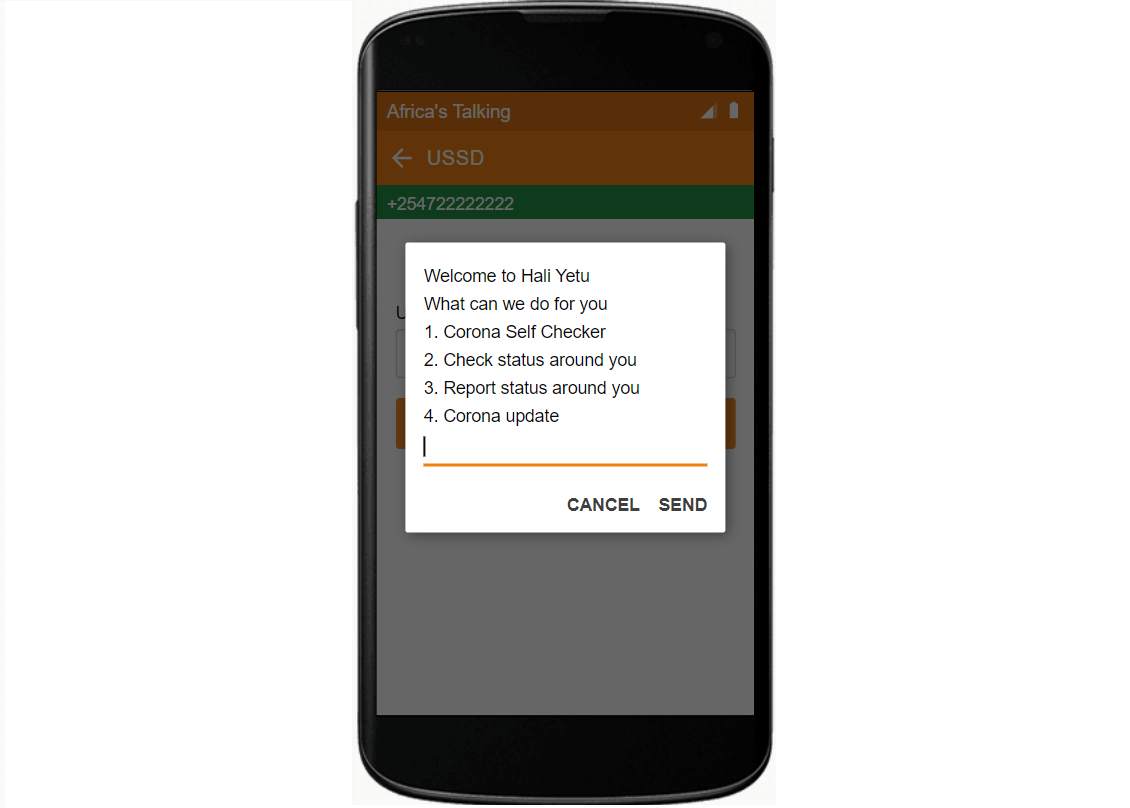 Africa's Talking
USSD
+254722222222
Welcome to Hali Yetu
What can we do for you
1. Corona Self Checker
2. Check status around you
3. Report status around you
4. Corona update
CANCEL SEND